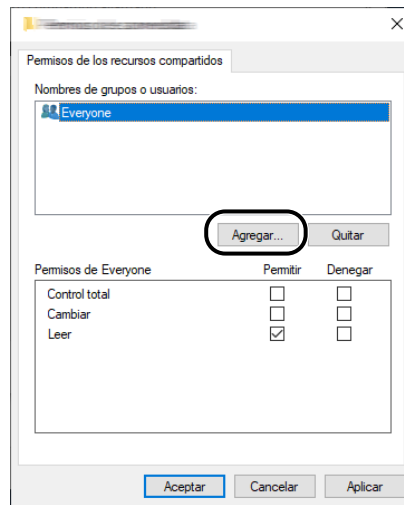 Permisos de los recursos compartidos
Nombres de grupos o usuarios:
Everyone
Agregar...
Quitar
Permisos de Everyone Permitir Denegar
Control total
Cambiar
Leer
Aceptar Cancelar Aplicar